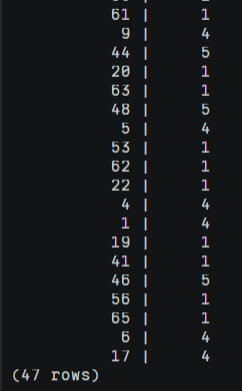 61 | 1
9 | 4
44 | 5
20 | 1
63 | 1
48 | 5
5 | 4
53 | 1
62 | 1
22 | 1
4 | 4
1 | 4
19 | 1
41 | 1
46 | 5
56 | 1
65 | 1
6 | 4
17 | 4
(47 rows)